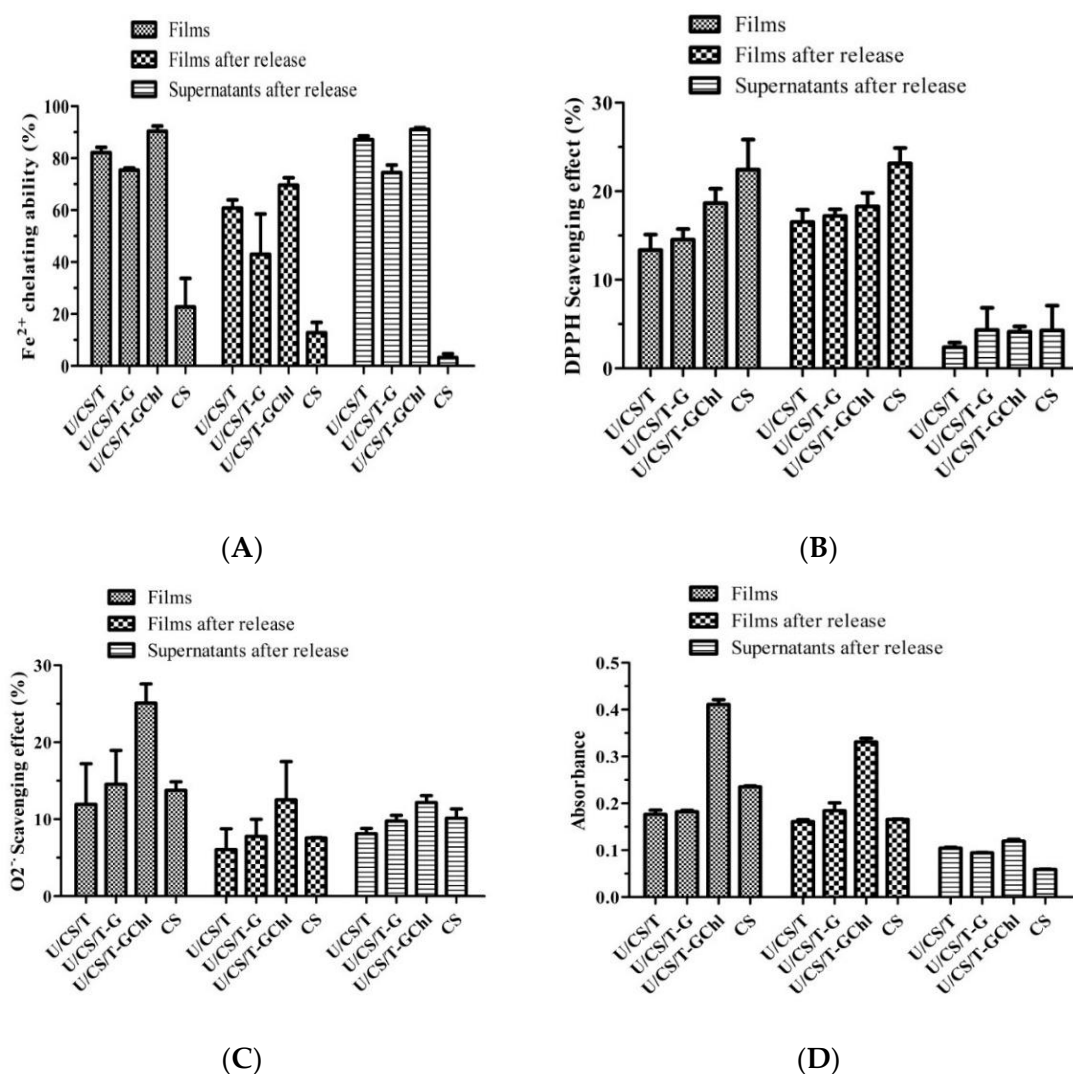 Films
Films after release
Supernatants after release
Fe²⁺ chelating ability (%)
100
80
60
40
20
0
U/CS/T
U/CS/T-G
U/CS/T-GChl
CS
U/CS/T
U/CS/T-G
U/CS/T-GChl
CS
U/CS/T
U/CS/T-G
U/CS/T-GChl
CS
(A)
Films
Films after release
Supernatants after release
DPPH Scavenging effect (%)
30
20
10
0
U/CS/T
U/CS/T-G
U/CS/T-GChl
CS
U/CS/T
U/CS/T-G
U/CS/T-GChl
CS
U/CS/T
U/CS/T-G
U/CS/T-GChl
CS
(B)
Films
Films after release
Supernatants after release
O2⁻· Scavenging effect (%)
30
20
10
0
U/CS/T
U/CS/T-G
U/CS/T-GChl
CS
U/CS/T
U/CS/T-G
U/CS/T-GChl
CS
U/CS/T
U/CS/T-G
U/CS/T-GChl
CS
(C)
Films
Films after release
Supernatants after release
Absorbance
0.5
0.4
0.3
0.2
0.1
0.0
U/CS/T
U/CS/T-G
U/CS/T-GChl
CS
U/CS/T
U/CS/T-G
U/CS/T-GChl
CS
U/CS/T
U/CS/T-G
U/CS/T-GChl
CS
(D)